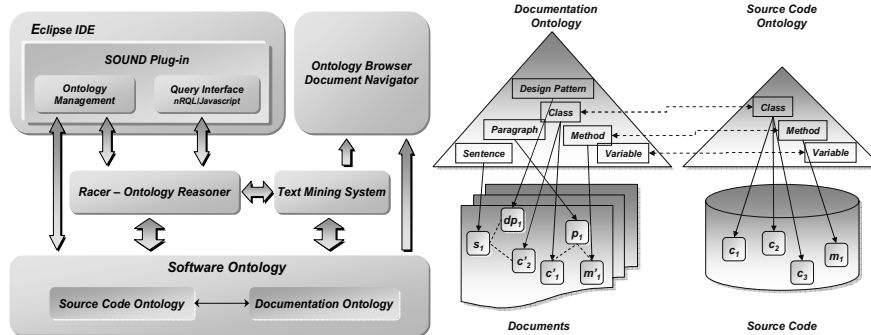 Eclipse IDE
SOUND Plug-in
Ontology
Management
Query Interface
nRQL/Javascript
Ontology Browser
Document Navigator
Racer – Ontology Reasoner
Text Mining System
Software Ontology
Source Code Ontology
Documentation Ontology
Documentation
Ontology
Design Pattern
Class
Paragraph
Method
Sentence
Variable
dp1
s1
p1
c'2
c'1
m'1
Documents
Source Code
Ontology
Class
Method
Variable
c1
c2
c3
m1
Source Code